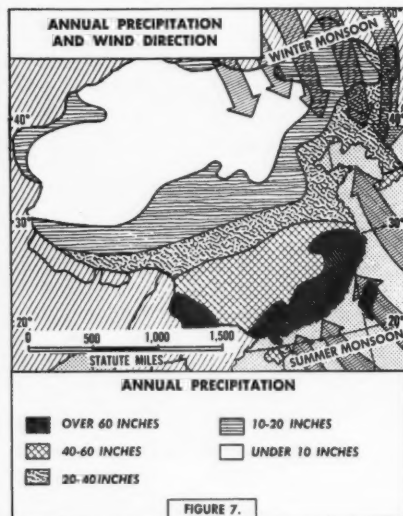 ANNUAL PRECIPITATION
AND WIND DIRECTION
WINTER MONSOON
40°
40°
30°
30°
20°
20°
0 500 1,000 1,500
STATUTE MILES
SUMMER MONSOON
ANNUAL PRECIPITATION
OVER 60 INCHES
10-20 INCHES
40-60 INCHES
UNDER 10 INCHES
20-40 INCHES
FIGURE 7.